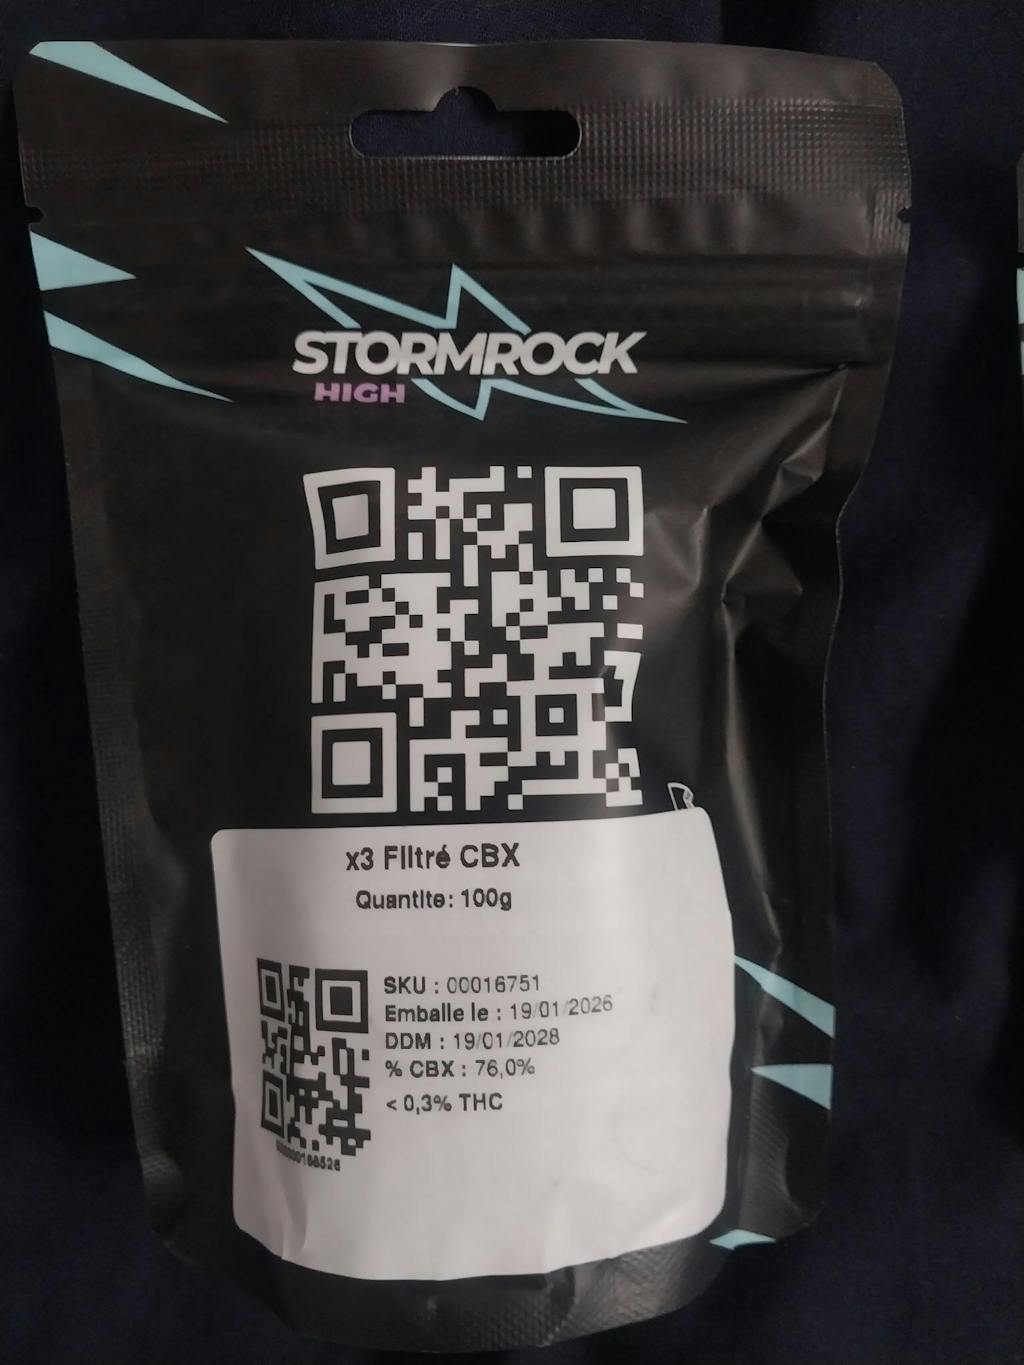 STORMROCK
HIGH
x3 Filtré CBX
Quantite: 100g
SKU : 00016751
Emballe le : 19/01/2026
DDM : 19/01/2028
% CBX : 76,0%
< 0,3% THC